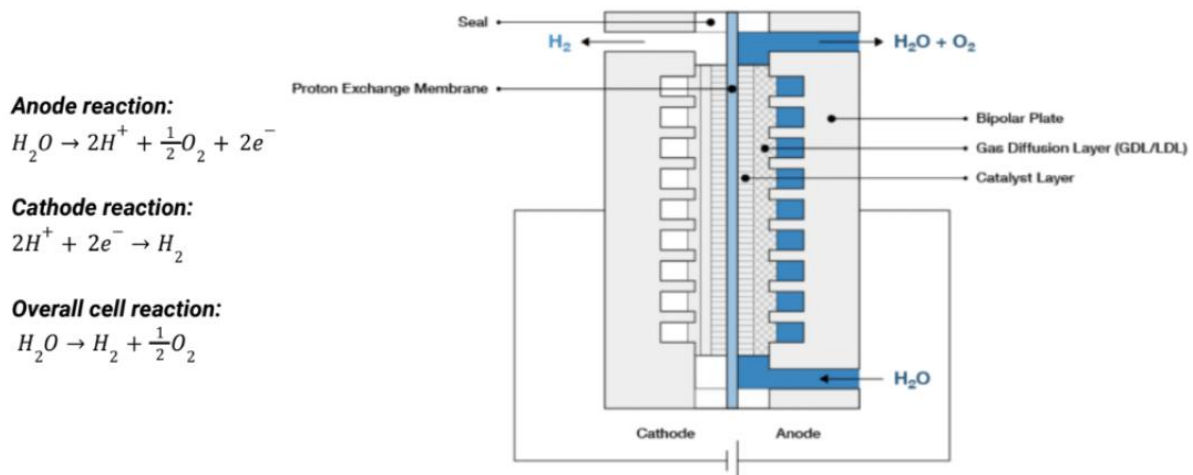 Anode reaction:
H₂O → 2H⁺ + ½O₂ + 2e⁻
Cathode reaction:
2H⁺ + 2e⁻ → H₂
Overall cell reaction:
H₂O → H₂ + ½O₂
Seal
H₂
H₂O + O₂
Proton Exchange Membrane
Bipolar Plate
Gas Diffusion Layer (GDL/LDL)
Catalyst Layer
H₂O
Cathode
Anode